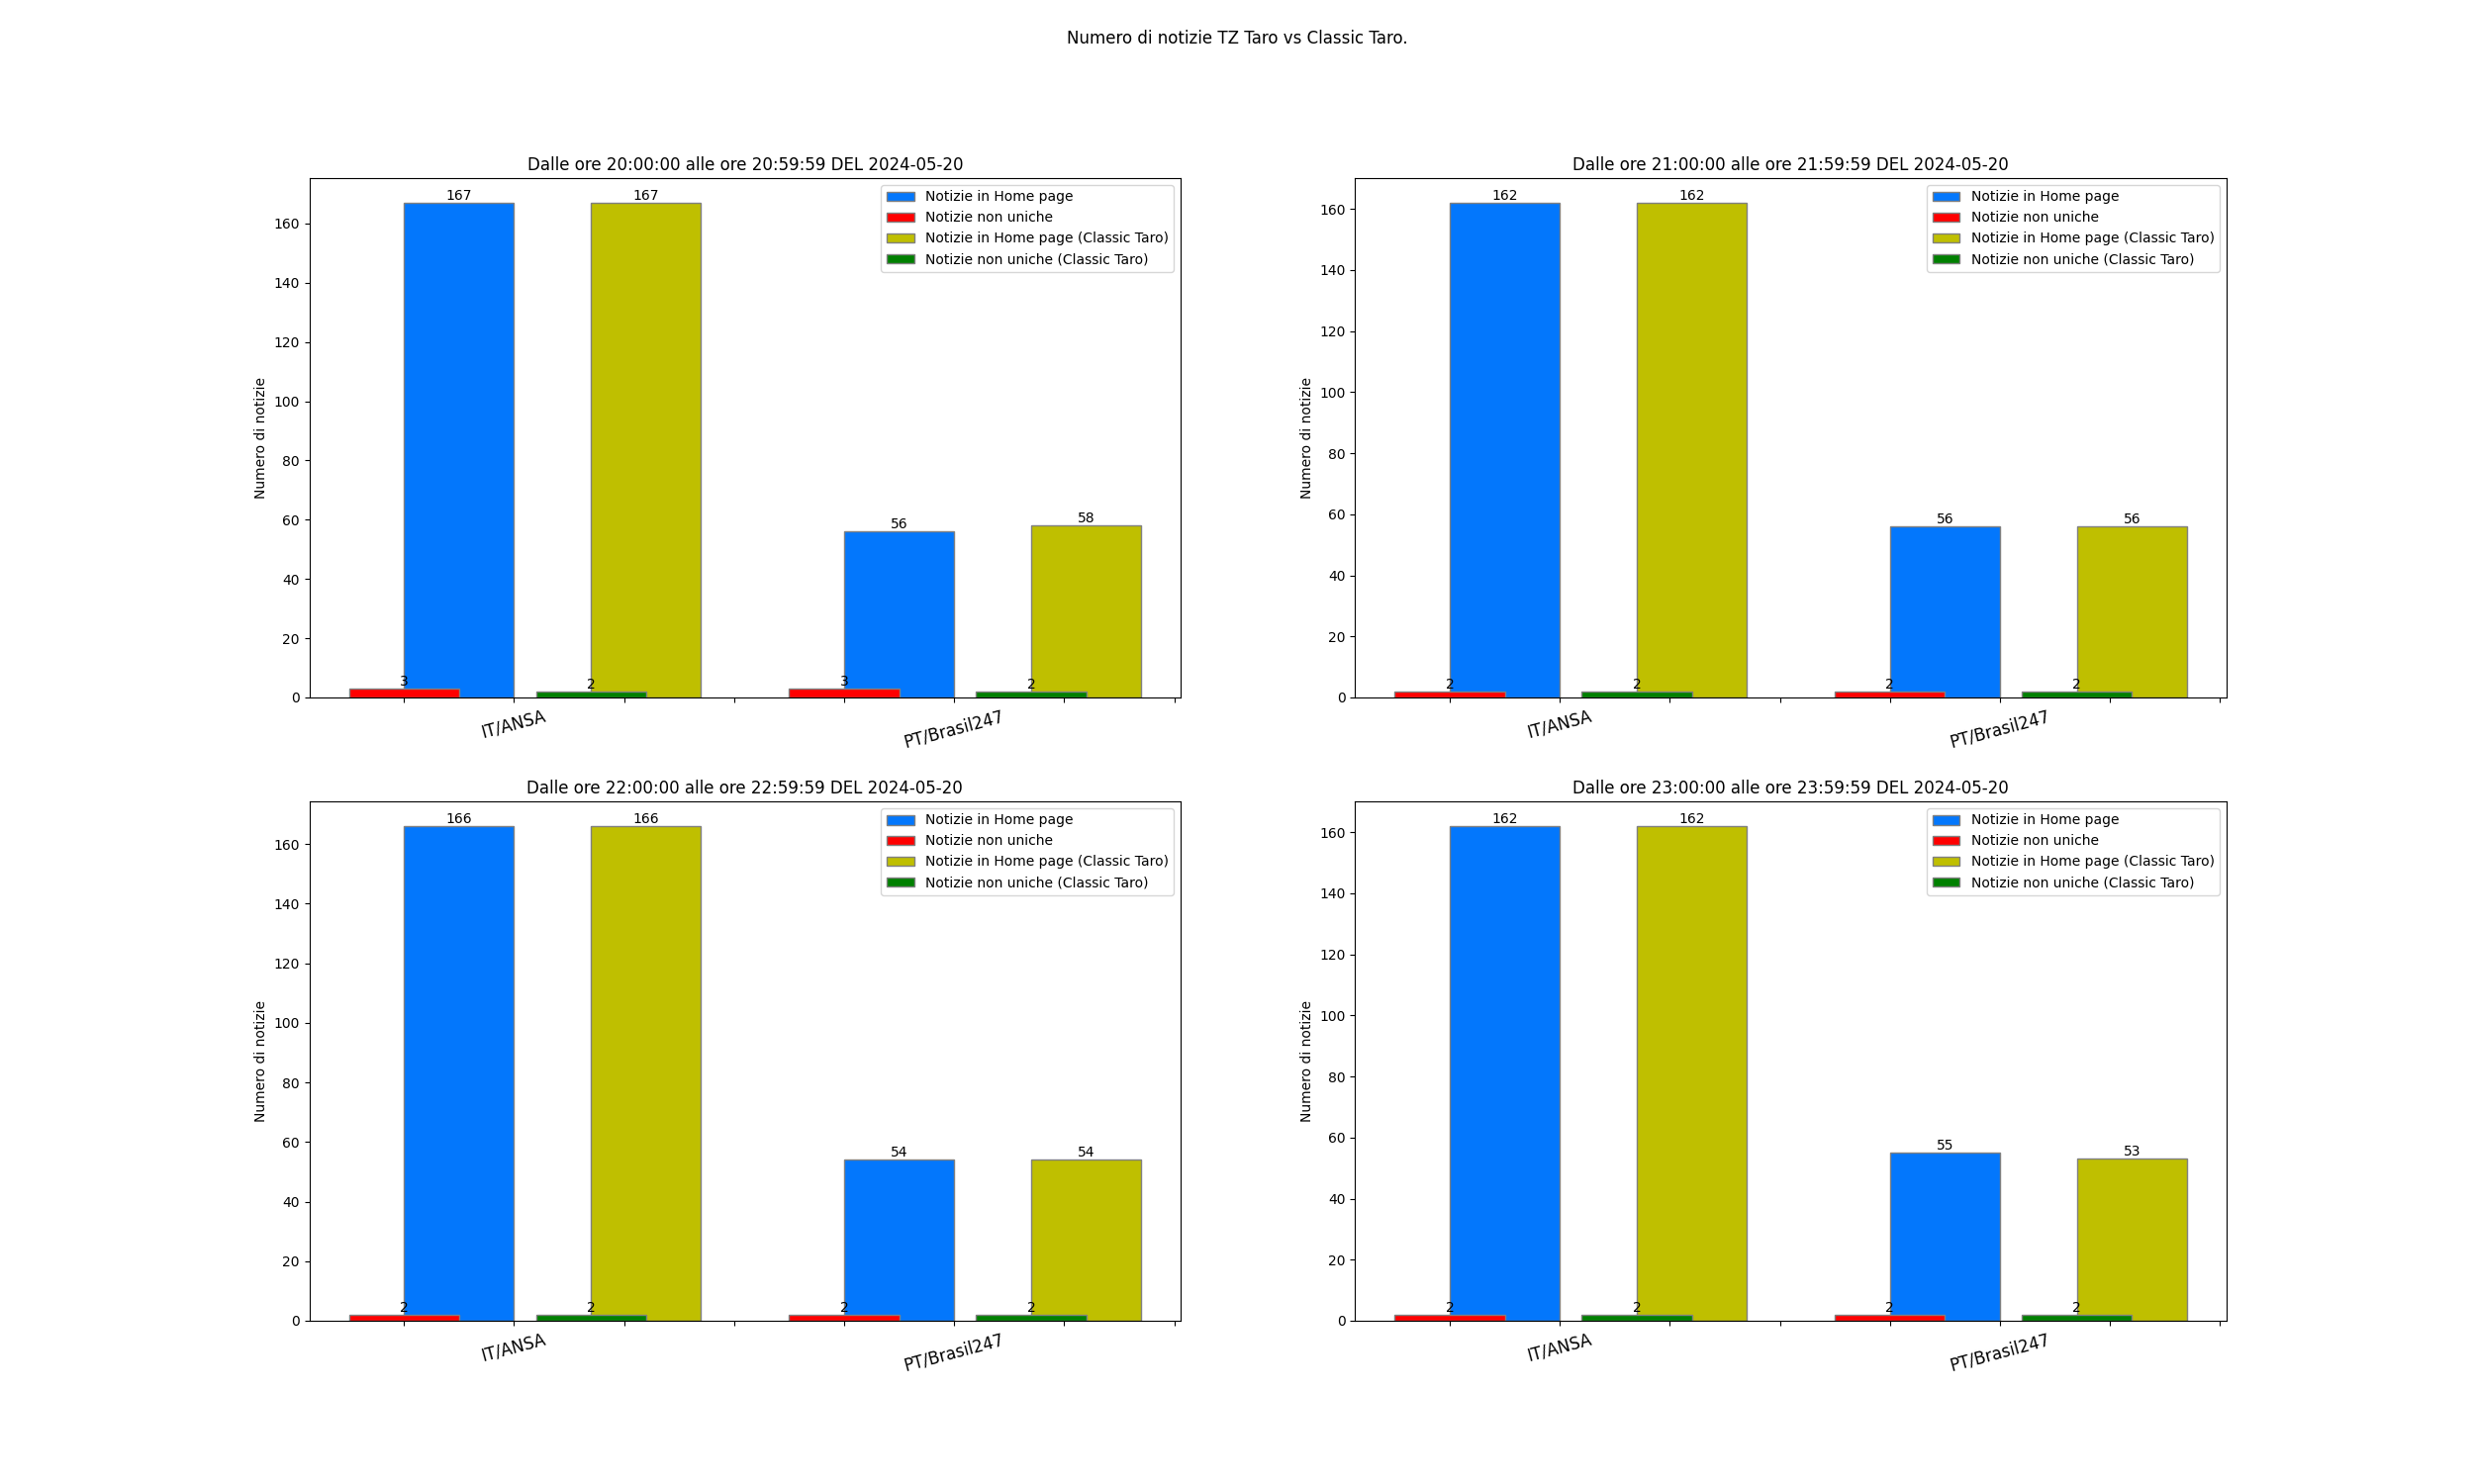 Numero di notizie TZ Taro vs Classic Taro.
Dalle ore 20:00:00 alle ore 20:59:59 DEL 2024-05-20
Numero di notizie
160
140
120
100
80
60
40
20
0
167
167
56
58
3
2
3
2
Notizie in Home page
Notizie non uniche
Notizie in Home page (Classic Taro)
Notizie non uniche (Classic Taro)
IT/ANSA
PT/Brasil247
Dalle ore 21:00:00 alle ore 21:59:59 DEL 2024-05-20
Numero di notizie
160
140
120
100
80
60
40
20
0
162
162
56
56
2
2
2
2
Notizie in Home page
Notizie non uniche
Notizie in Home page (Classic Taro)
Notizie non uniche (Classic Taro)
IT/ANSA
PT/Brasil247
Dalle ore 22:00:00 alle ore 22:59:59 DEL 2024-05-20
Numero di notizie
160
140
120
100
80
60
40
20
0
166
166
54
54
2
2
2
2
Notizie in Home page
Notizie non uniche
Notizie in Home page (Classic Taro)
Notizie non uniche (Classic Taro)
IT/ANSA
PT/Brasil247
Dalle ore 23:00:00 alle ore 23:59:59 DEL 2024-05-20
Numero di notizie
160
140
120
100
80
60
40
20
0
162
162
55
53
2
2
2
2
Notizie in Home page
Notizie non uniche
Notizie in Home page (Classic Taro)
Notizie non uniche (Classic Taro)
IT/ANSA
PT/Brasil247